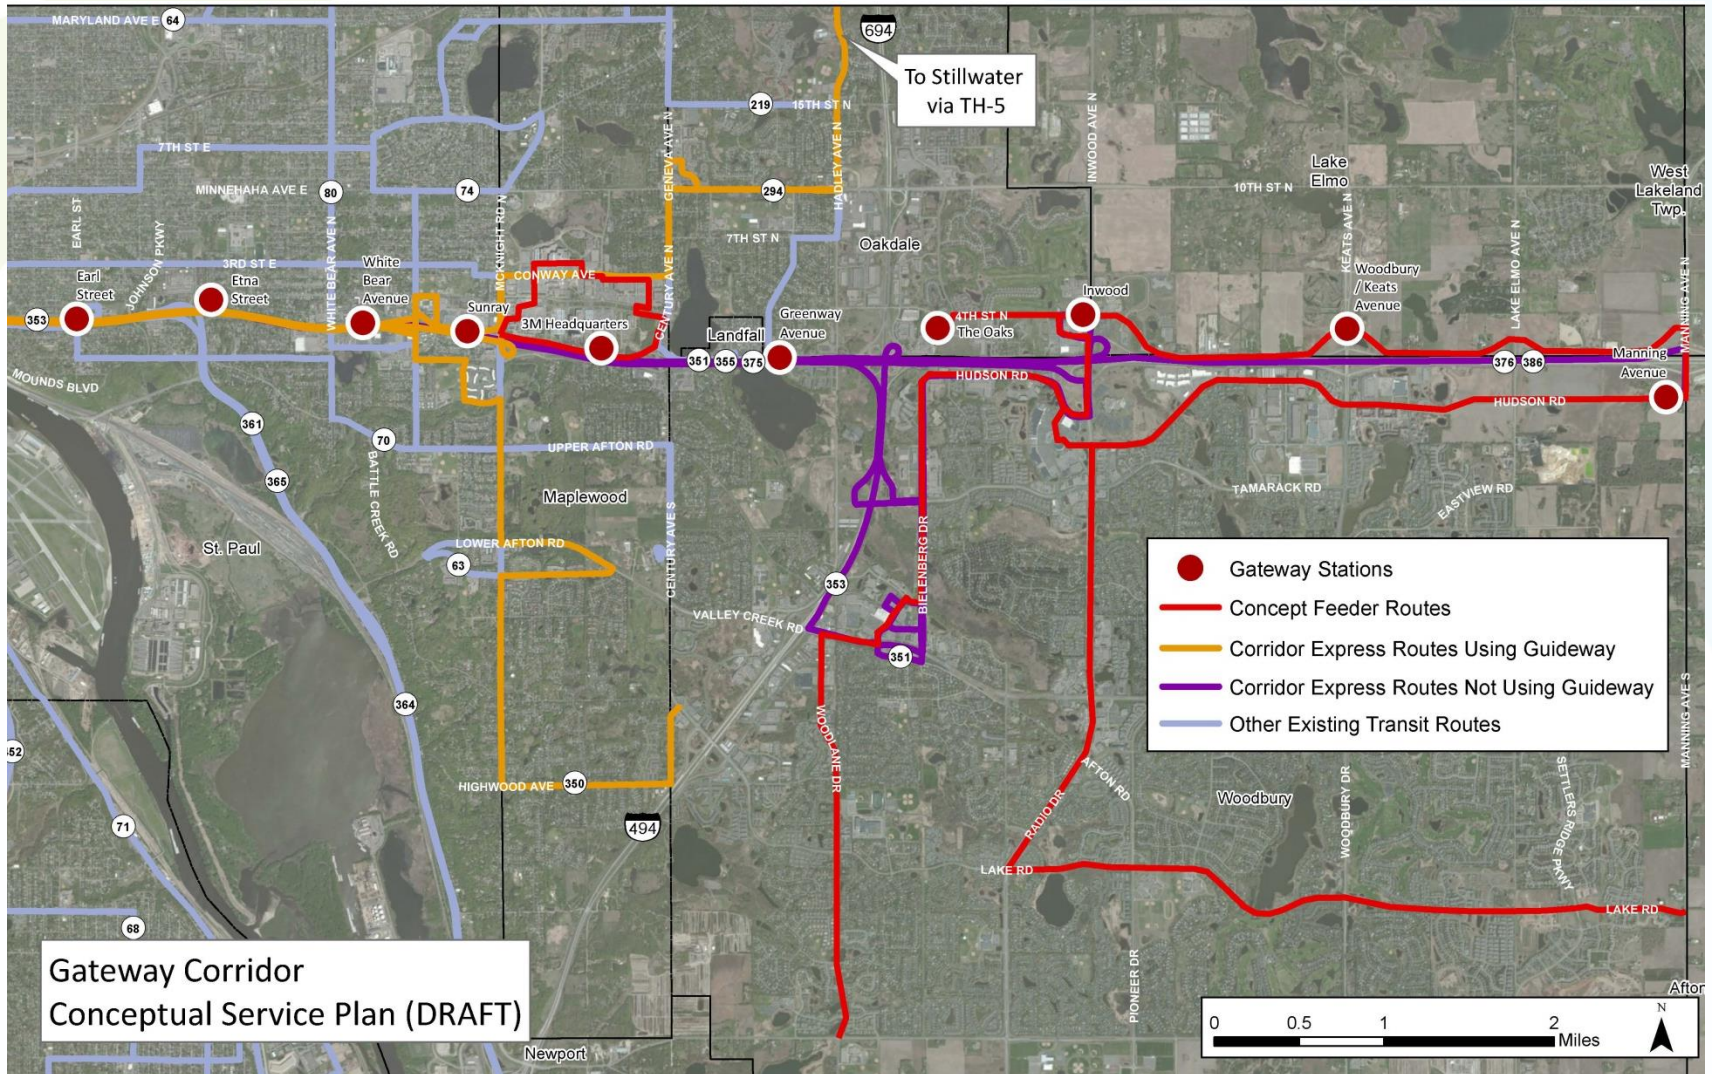 MARYLAND AVE E
64
694
To Stillwater
via TH-5
219
15TH ST N
7TH ST E
MINNEHAHA AVE E
80
74
294
GENEVA AVE N
HADLEY AVE N
INWOOD AVE N
10TH ST N
Lake
Elmo
KEATS AVE N
LAKE ELMO AVE N
West
Lakeland
Twp.
MANNING AVE N
EARL ST
JOHNSON PKWY
3RD ST E
WHITE BEAR AVE N
MCKNIGHT RD N
CONWAY AVE
CENTURY AVE N
7TH ST N
Oakdale
Earl
Street
Etna
Street
White
Bear
Avenue
Sunray
3M Headquarters
Landfall
Greenway
Avenue
4TH ST N
The Oaks
Inwood
Woodbury
/ Keats
Avenue
Manning
Avenue
353
351
355
375
376
386
HUDSON RD
HUDSON RD
MOUNDS BLVD
361
365
70
BATTLE CREEK RD
UPPER AFTON RD
Maplewood
CENTURY AVE S
TAMARACK RD
EASTVIEW RD
St. Paul
LOWER AFTON RD
63
353
BIELENBERG DR
VALLEY CREEK RD
351
Gateway Stations
Concept Feeder Routes
Corridor Express Routes Using Guideway
Corridor Express Routes Not Using Guideway
Other Existing Transit Routes
364
452
WOODLANE DR
MANNING AVE S
HIGHWOOD AVE
350
494
71
AFTON RD
RADIO DR
Woodbury
WOODBURY DR
SETTLERS RIDGE PKWY
LAKE RD
LAKE RD
68
PIONEER DR
Gateway Corridor
Conceptual Service Plan (DRAFT)
Newport
Afton
0
0.5
1
2
Miles
N